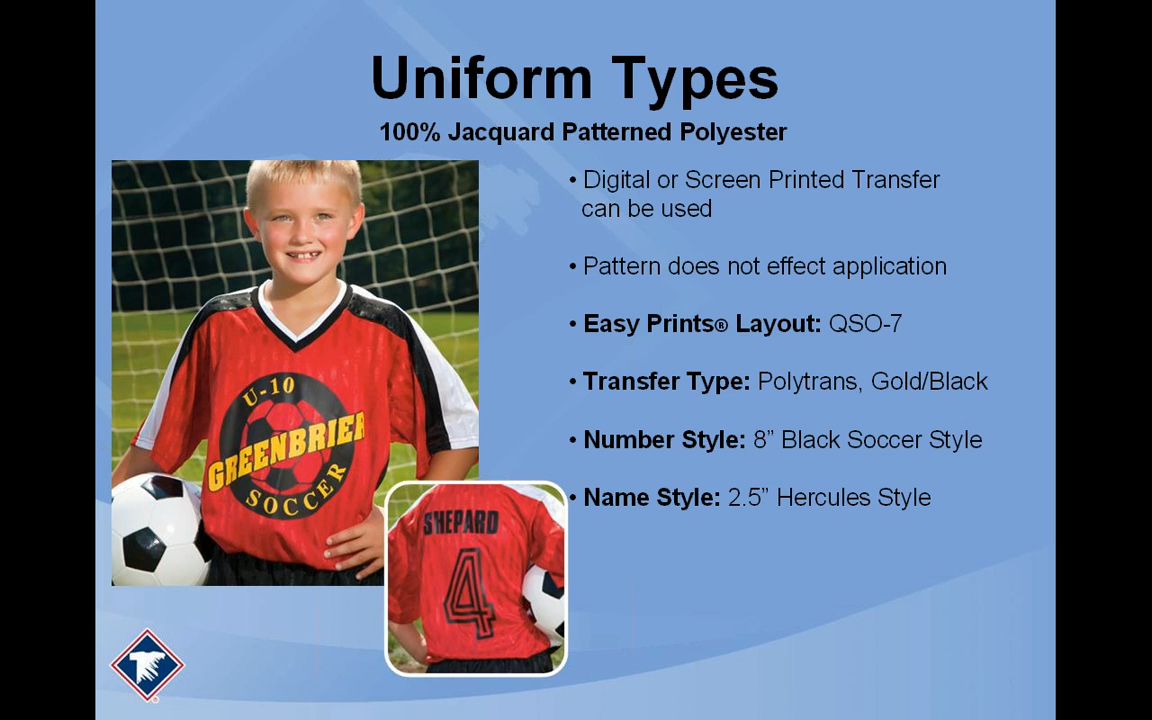 Uniform Types
100% Jacquard Patterned Polyester
• Digital or Screen Printed Transfer
can be used
• Pattern does not effect application
• Easy Prints® Layout: QSO-7
• Transfer Type: Polytrans, Gold/Black
• Number Style: 8” Black Soccer Style
• Name Style: 2.5” Hercules Style
U-10
GREENBRIER
SOCCER
SHEPARD
4